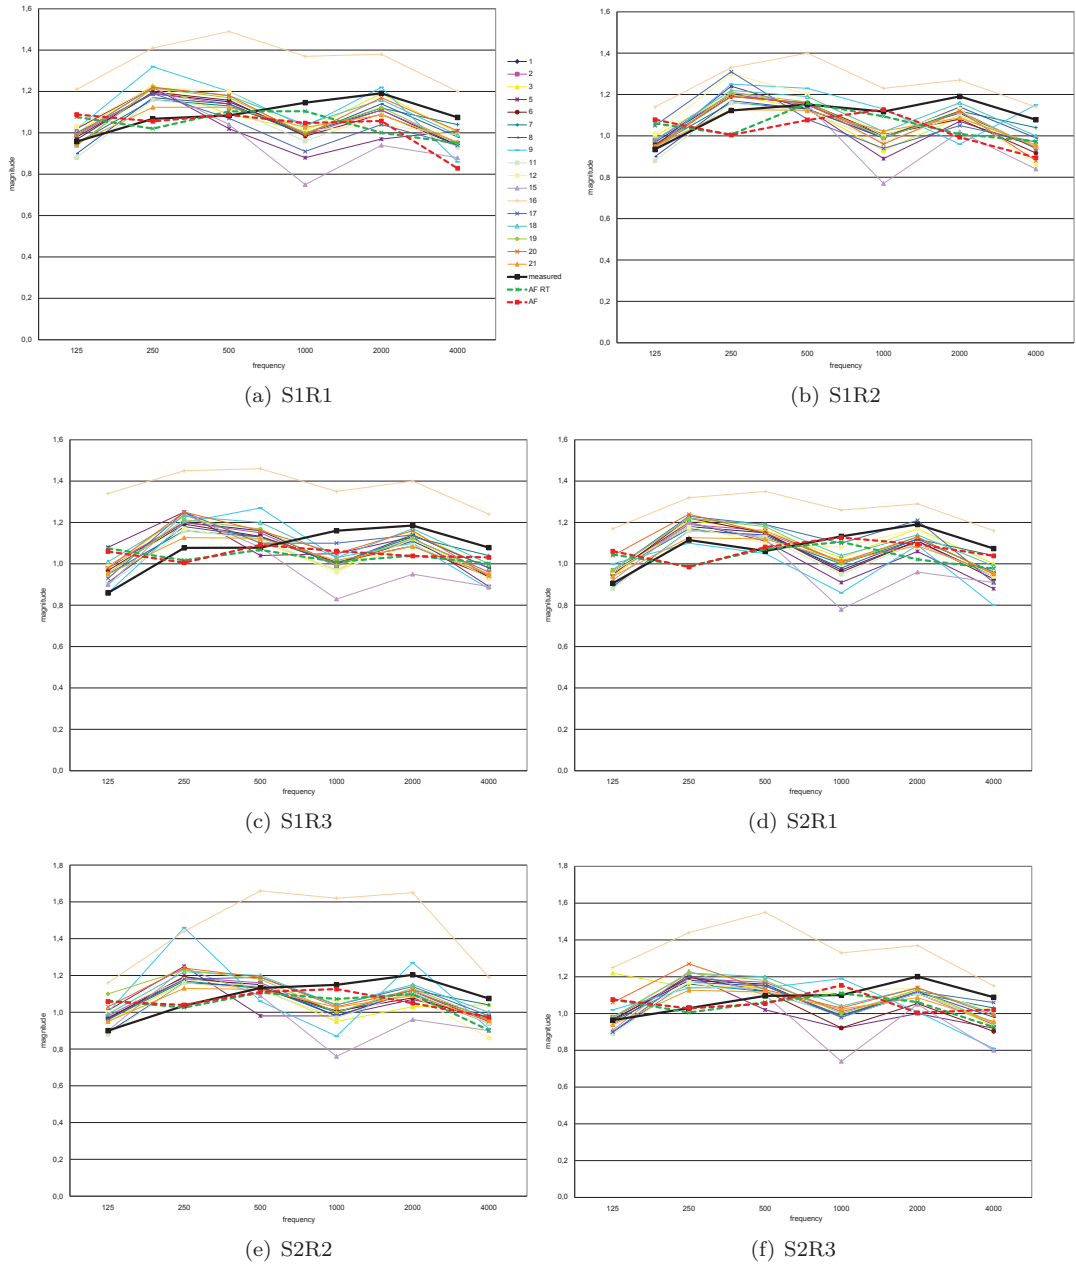 1,6
1,4
1,2
1,0
0,8
0,6
0,4
0,2
0,0
magnitude
125 250 500 1000 2000 4000
frequency
1
2
3
5
6
7
8
9
11
12
15
16
17
18
19
20
21
measured
AF RT
AF
(a) S1R1
1,6
1,4
1,2
1,0
0,8
0,6
0,4
0,2
0,0
magnitude
125 250 500 1000 2000 4000
frequency
(b) S1R2
1,6
1,4
1,2
1,0
0,8
0,6
0,4
0,2
0,0
magnitude
125 250 500 1000 2000 4000
frequency
(c) S1R3
1,6
1,4
1,2
1,0
0,8
0,6
0,4
0,2
0,0
magnitude
125 250 500 1000 2000 4000
frequency
(d) S2R1
1,8
1,6
1,4
1,2
1,0
0,8
0,6
0,4
0,2
0,0
magnitude
125 250 500 1000 2000 4000
frequency
(e) S2R2
1,8
1,6
1,4
1,2
1,0
0,8
0,6
0,4
0,2
0,0
magnitude
125 250 500 1000 2000 4000
frequency
(f) S2R3